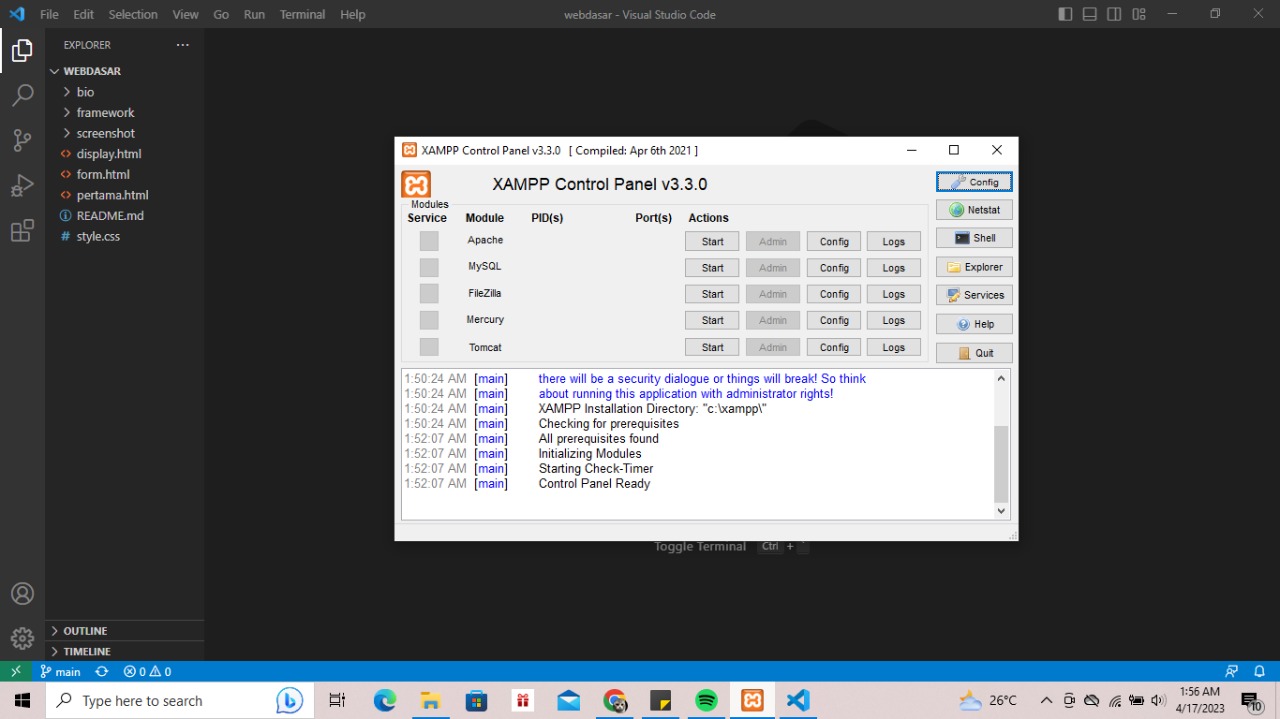 File Edit Selection View Go Run Terminal Help webdasar - Visual Studio Code
EXPLORER
WEBDASAR
bio
framework
screenshot
display.html
form.html
pertama.html
README.md
style.css
OUTLINE
TIMELINE
XAMPP Control Panel v3.3.0 [ Compiled: Apr 6th 2021 ]
XAMPP Control Panel v3.3.0
Modules
Service Module PID(s) Port(s) Actions
Apache Start Admin Config Logs
MySQL Start Admin Config Logs
FileZilla Start Admin Config Logs
Mercury Start Admin Config Logs
Tomcat Start Admin Config Logs
Config
Netstat
Shell
Explorer
Services
Help
Quit
1:50:24 AM [main] there will be a security dialogue or things will break! So think
1:50:24 AM [main] about running this application with administrator rights!
1:50:24 AM [main] XAMPP Installation Directory: "c:\xampp\"
1:50:24 AM [main] Checking for prerequisites
1:52:07 AM [main] All prerequisites found
1:52:07 AM [main] Initializing Modules
1:52:07 AM [main] Starting Check-Timer
1:52:07 AM [main] Control Panel Ready
Toggle Terminal Ctrl + `
main 0 0
Type here to search
26°C
1:56 AM
4/17/2023
10